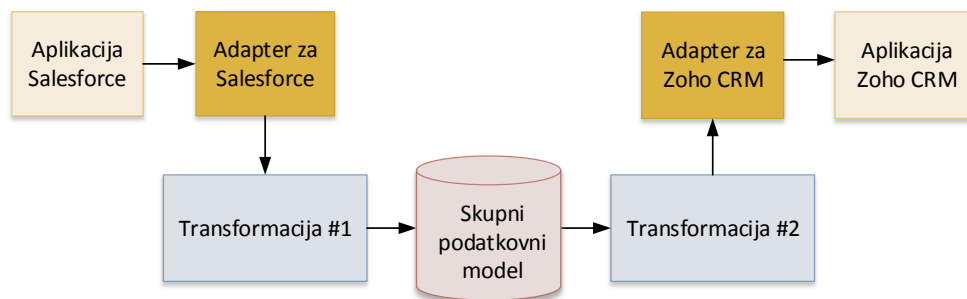 Aplikacija
Salesforce
Adapter za
Salesforce
Adapter za
Zoho CRM
Aplikacija
Zoho CRM
Transformacija #1
Skupni
podatkovni
model
Transformacija #2